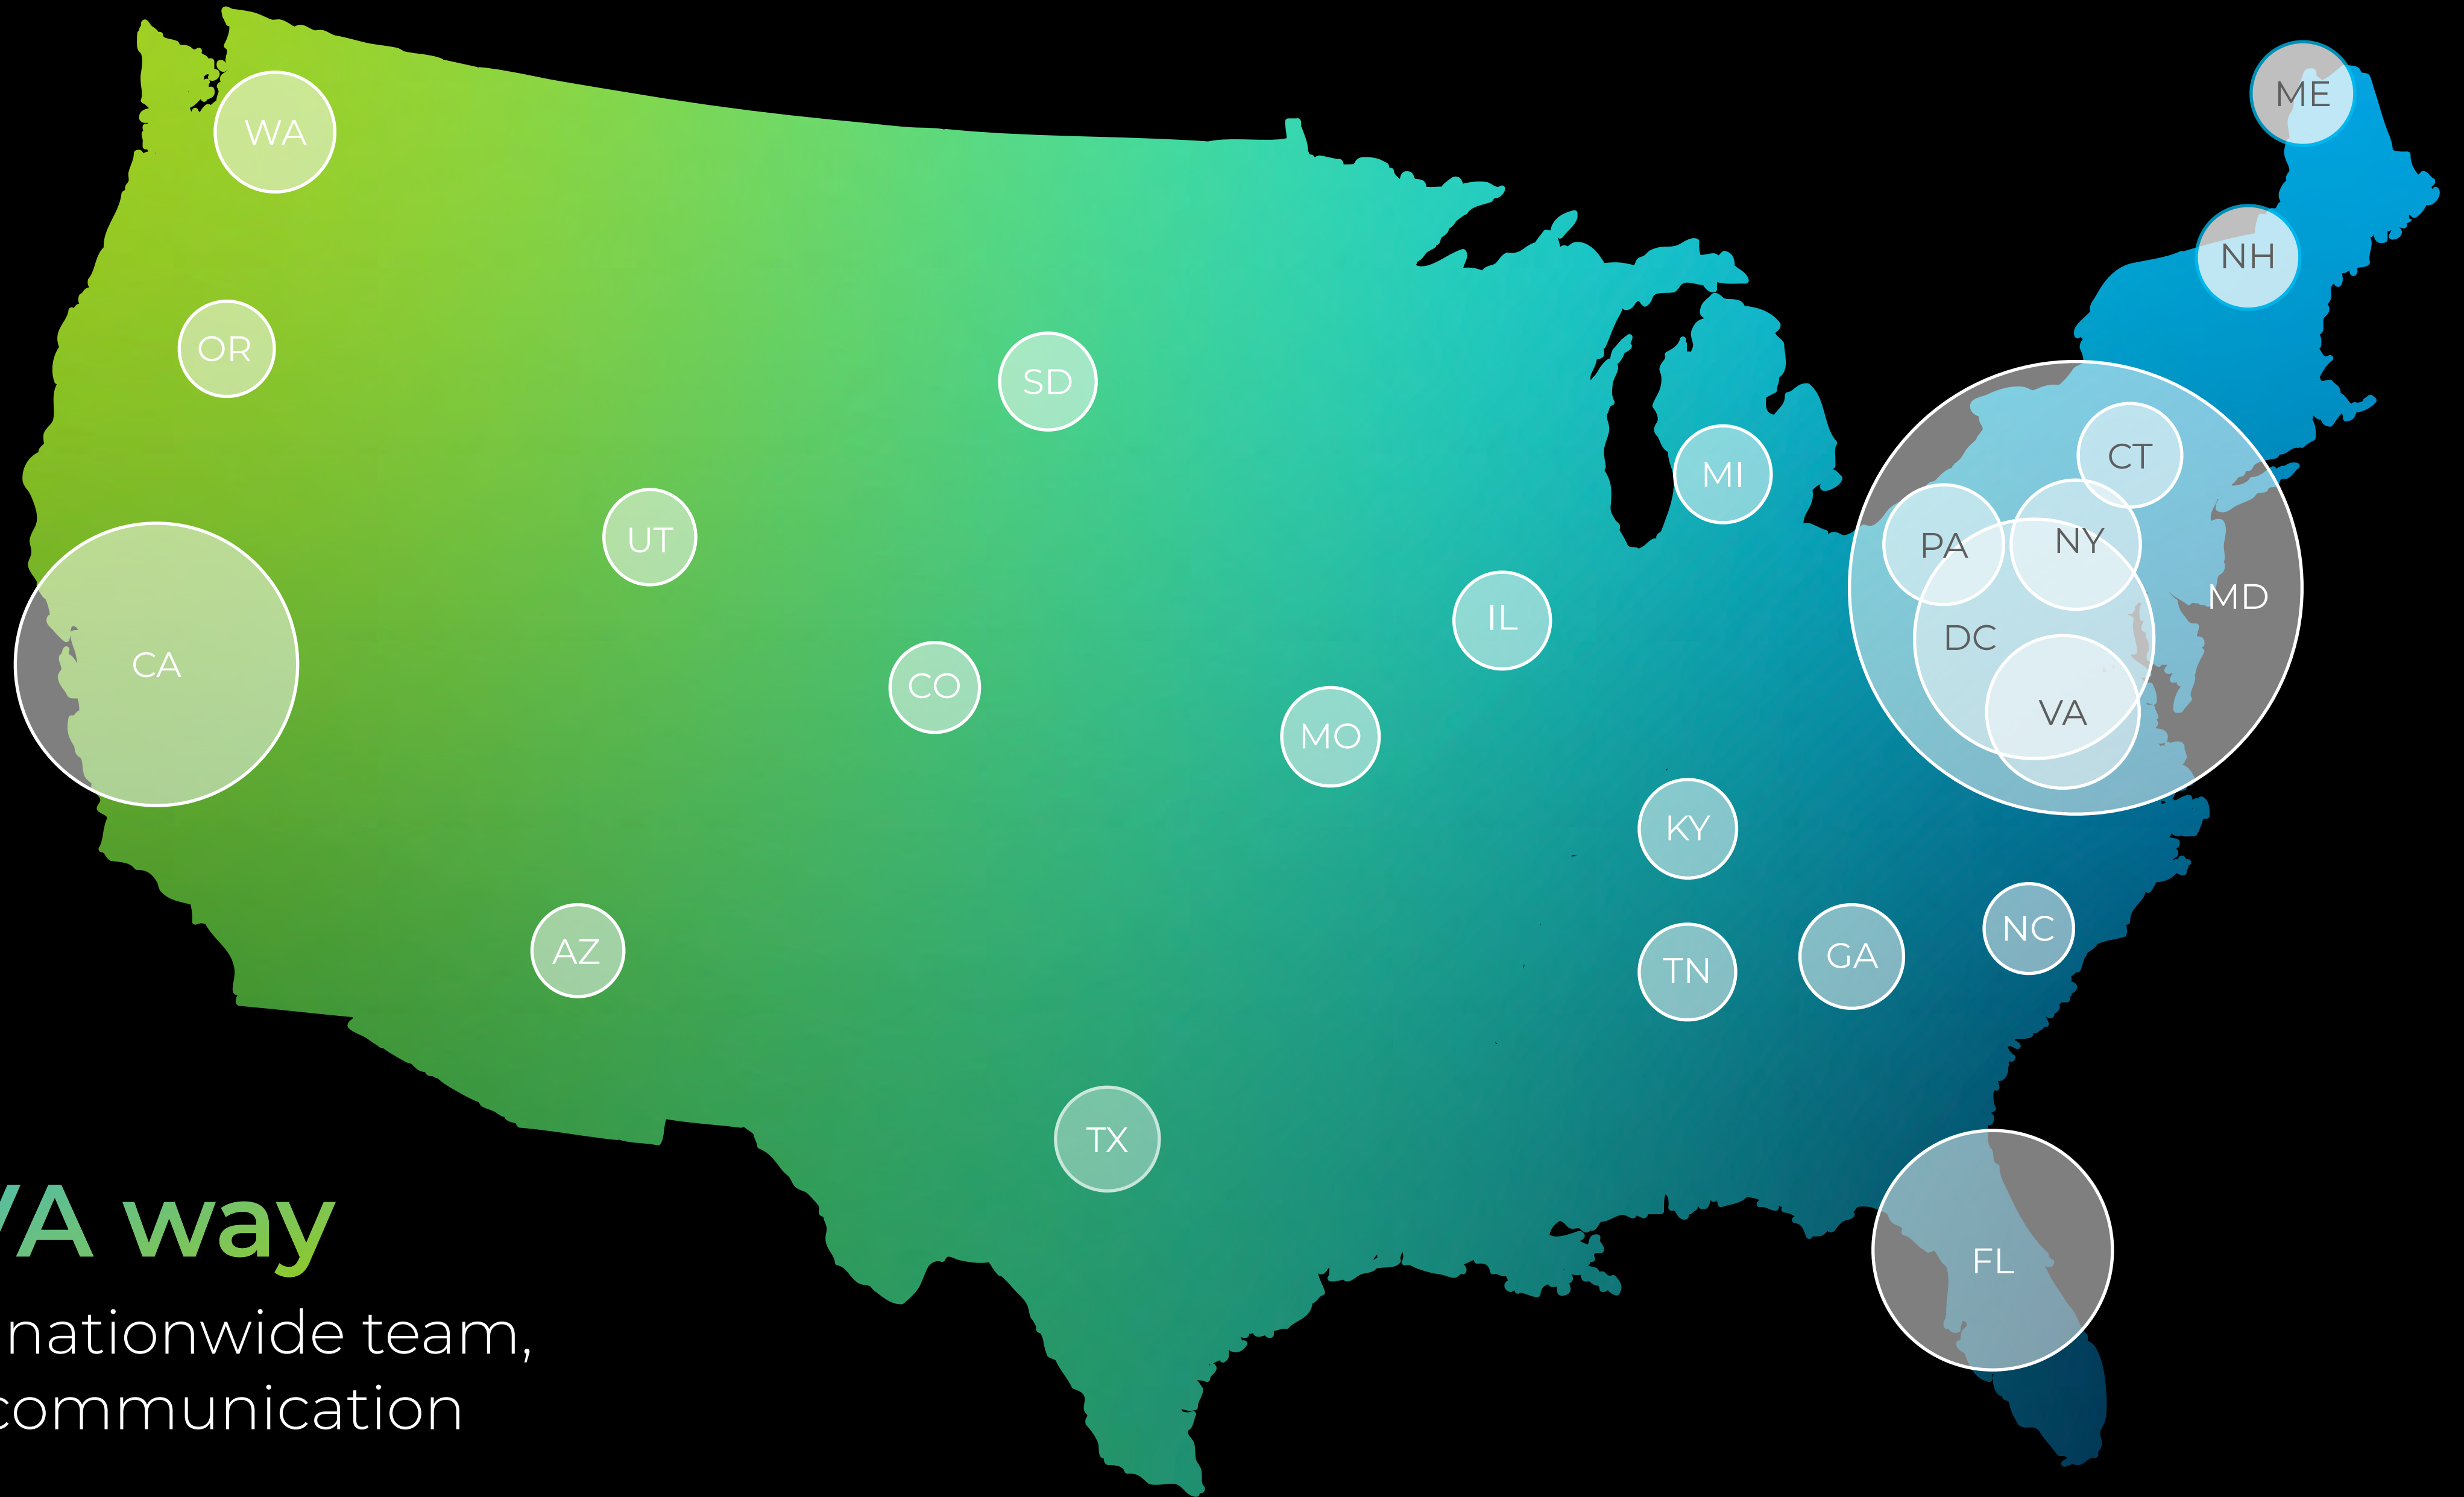 ME
WA
NH
OR
SD
CT
MI
UT
PA
NY
MD
IL
DC
CA
CO
VA
MO
KY
NC
AZ
GA
TN
TX
VA way
FL
nationwide team,
communication